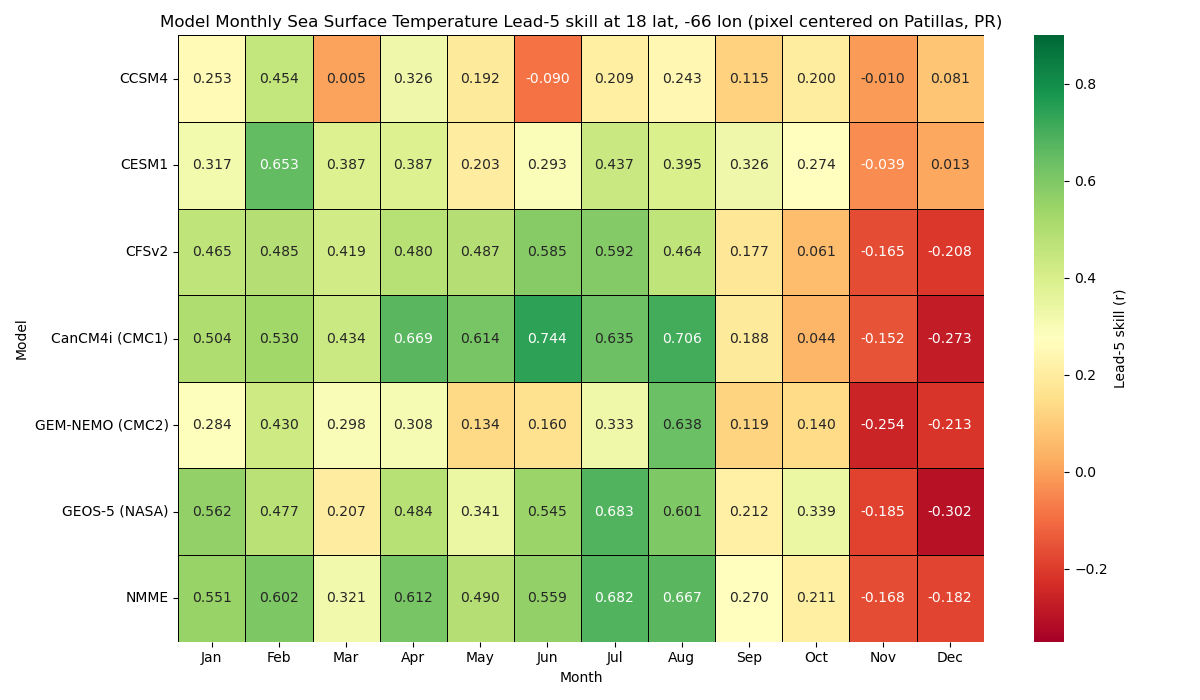 Model Monthly Sea Surface Temperature Lead-5 skill at 18 lat, -66 lon (pixel centered on Patillas, PR)
CCSM4 0.253 0.454 0.005 0.326 0.192 -0.090 0.209 0.243 0.115 0.200 -0.010 0.081
CESM1 0.317 0.653 0.387 0.387 0.203 0.293 0.437 0.395 0.326 0.274 -0.039 0.013
CFSv2 0.465 0.485 0.419 0.480 0.487 0.585 0.592 0.464 0.177 0.061 -0.165 -0.208
CanCM4i (CMC1) 0.504 0.530 0.434 0.669 0.614 0.744 0.635 0.706 0.188 0.044 -0.152 -0.273
GEM-NEMO (CMC2) 0.284 0.430 0.298 0.308 0.134 0.160 0.333 0.638 0.119 0.140 -0.254 -0.213
GEOS-5 (NASA) 0.562 0.477 0.207 0.484 0.341 0.545 0.683 0.601 0.212 0.339 -0.185 -0.302
NMME 0.551 0.602 0.321 0.612 0.490 0.559 0.682 0.667 0.270 0.211 -0.168 -0.182
Jan Feb Mar Apr May Jun Jul Aug Sep Oct Nov Dec
Month
Model
0.8
0.6
0.4
0.2
0.0
−0.2
Lead-5 skill (r)